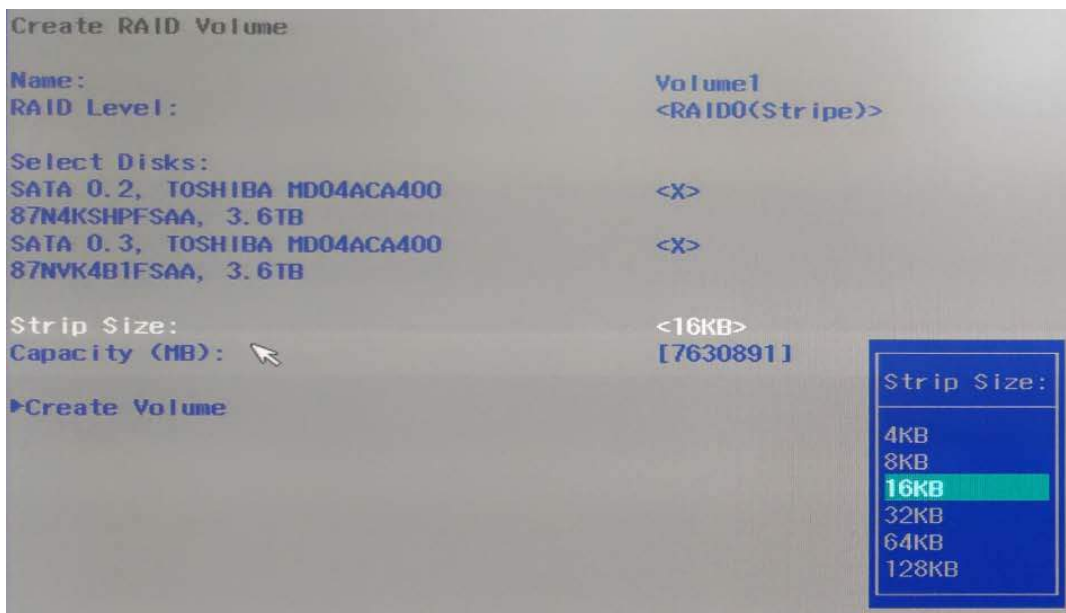 Create RAID Volume
Name: Volume1
RAID Level: <RAID0(Stripe)>
Select Disks:
SATA 0.2, TOSHIBA MD04ACA400 <X>
87N4KSHPFSAA, 3.6TB
SATA 0.3, TOSHIBA MD04ACA400 <X>
87NVK4B1FSAA, 3.6TB
Strip Size: <16KB>
Capacity (MB): [7630891]
▶Create Volume
Strip Size:
4KB
8KB
16KB
32KB
64KB
128KB